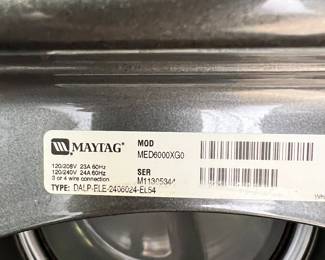 MAYTAG
120/208V 23A 60Hz
120/240V 24A 60Hz
3 or 4 wire connection
TYPE: DALP-ELE-2406024-EL54
MOD
MED6000XG0
SER
M11305344